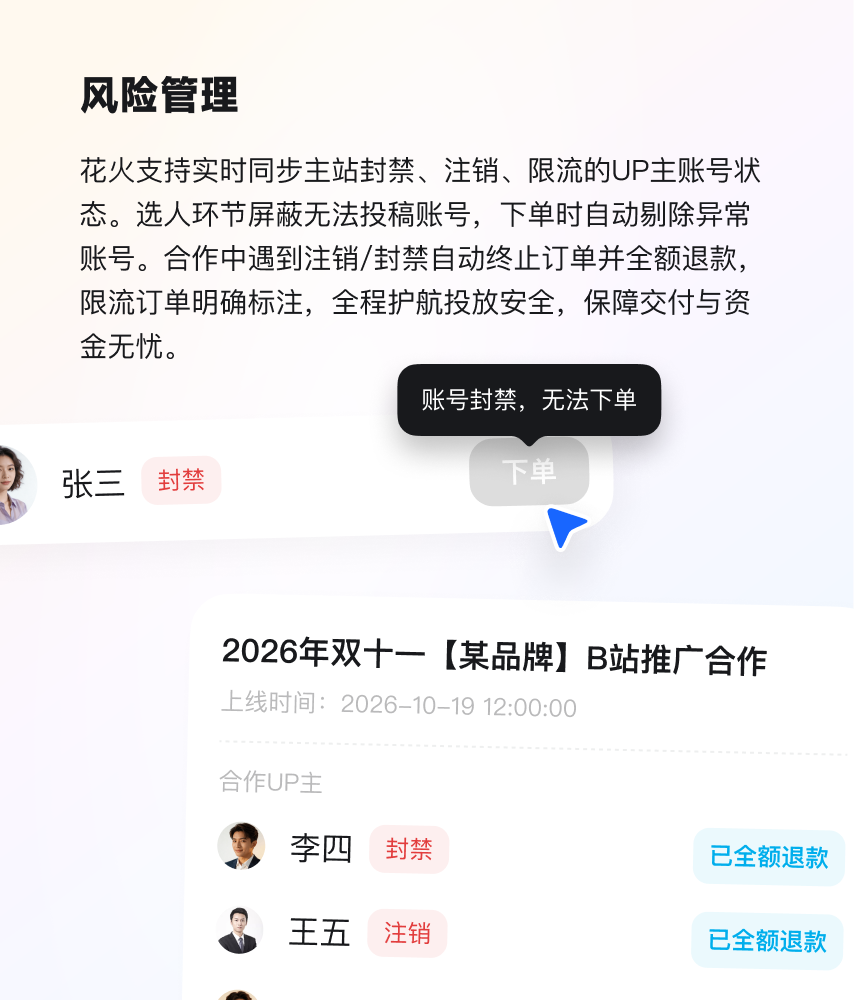 风险管理
花火支持实时同步主站封禁、注销、限流的UP主账号状
态。选人环节屏蔽无法投稿账号，下单时自动剔除异常
账号。合作中遇到注销/封禁自动终止订单并全额退款，
限流订单明确标注，全程护航投放安全，保障交付与资
金无忧。
账号封禁，无法下单
张三 封禁 下单
2026年双十一【某品牌】B站推广合作
上线时间：2026-10-19 12:00:00
合作UP主
李四 封禁 已全额退款
王五 注销 已全额退款